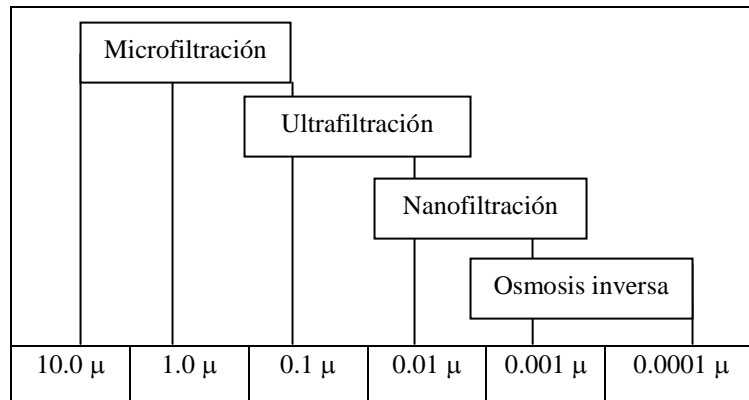 Microfiltración
Ultrafiltración
Nanofiltración
Osmosis inversa
10.0 μ 1.0 μ 0.1 μ 0.01 μ 0.001 μ 0.0001 μ